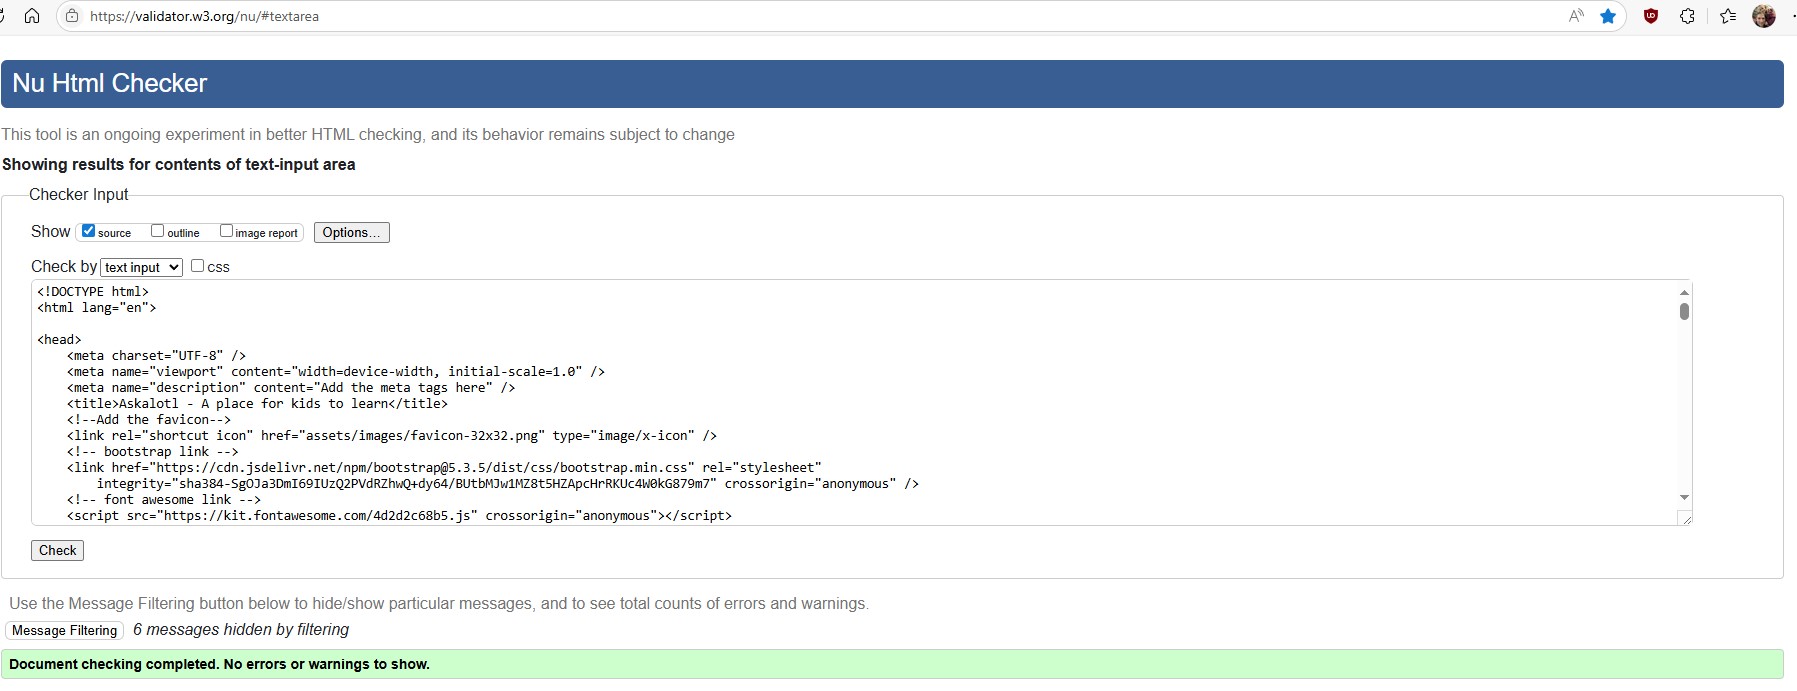 https://validator.w3.org/nu/#textarea
Nu Html Checker
This tool is an ongoing experiment in better HTML checking, and its behavior remains subject to change
Showing results for contents of text-input area
Checker Input
Show source outline image report Options...
Check by text input css
<!DOCTYPE html>
<html lang="en">
<head>
<meta charset="UTF-8" />
<meta name="viewport" content="width=device-width, initial-scale=1.0" />
<meta name="description" content="Add the meta tags here" />
<title>Askalotl - A place for kids to learn</title>
<!--Add the favicon-->
<link rel="shortcut icon" href="assets/images/favicon-32x32.png" type="image/x-icon" />
<!-- bootstrap link -->
<link href="https://cdn.jsdelivr.net/npm/bootstrap@5.3.5/dist/css/bootstrap.min.css" rel="stylesheet"
integrity="sha384-SgOJa3DmI69IUzQ2PVdRZhwQ+dy64/BUtbMJw1MZ8t5HZApcHrRKUc4W0kG879m7" crossorigin="anonymous" />
<!-- font awesome link -->
<script src="https://kit.fontawesome.com/4d2d2c68b5.js" crossorigin="anonymous"></script>
Check
Use the Message Filtering button below to hide/show particular messages, and to see total counts of errors and warnings.
Message Filtering 6 messages hidden by filtering
Document checking completed. No errors or warnings to show.